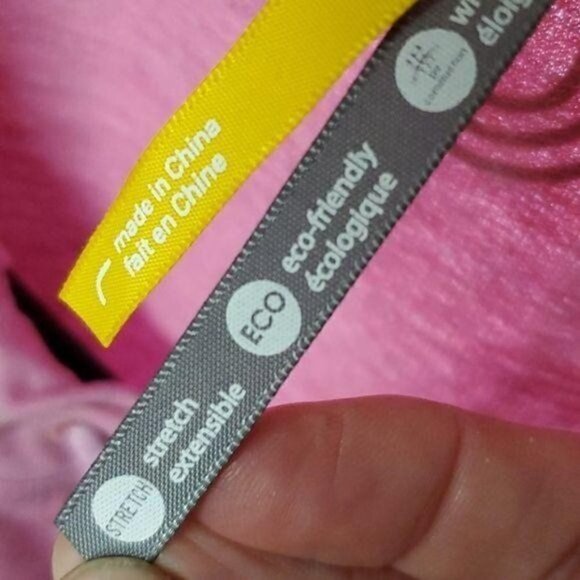 made in China
fait en Chine
eco-friendly
écologique
ECO
stretch
extensible
STRETCH